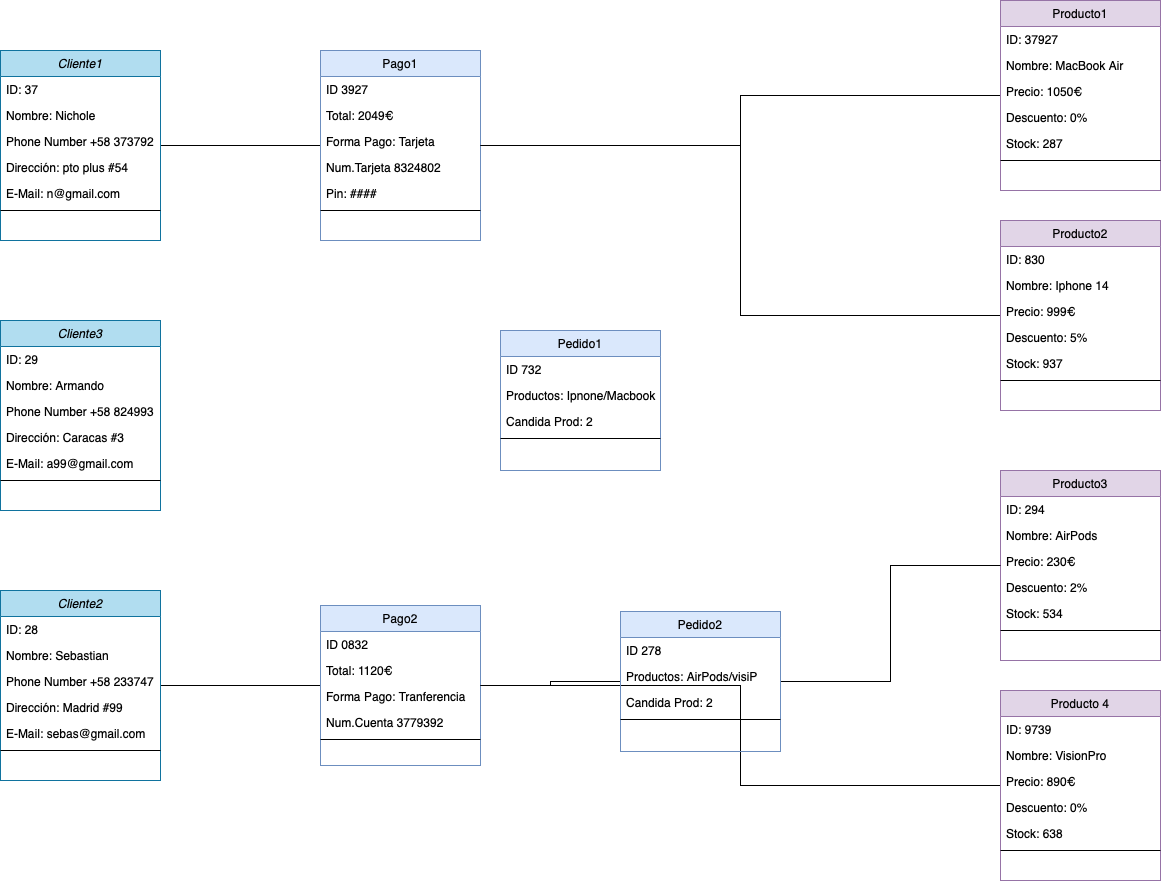 Cliente1
ID: 37
Nombre: Nichole
Phone Number +58 373792
Dirección: pto plus #54
E-Mail: n@gmail.com
Pago1
ID 3927
Total: 2049€
Forma Pago: Tarjeta
Num.Tarjeta 8324802
Pin: ####
Producto1
ID: 37927
Nombre: MacBook Air
Precio: 1050€
Descuento: 0%
Stock: 287
Producto2
ID: 830
Nombre: Iphone 14
Precio: 999€
Descuento: 5%
Stock: 937
Cliente3
ID: 29
Nombre: Armando
Phone Number +58 824993
Dirección: Caracas #3
E-Mail: a99@gmail.com
Pedido1
ID 732
Productos: Ipnone/Macbook
Candida Prod: 2
Producto3
ID: 294
Nombre: AirPods
Precio: 230€
Descuento: 2%
Stock: 534
Cliente2
ID: 28
Nombre: Sebastian
Phone Number +58 233747
Dirección: Madrid #99
E-Mail: sebas@gmail.com
Pago2
ID 0832
Total: 1120€
Forma Pago: Tranferencia
Num.Cuenta 3779392
Pedido2
ID 278
Productos: AirPods/visiP
Candida Prod: 2
Producto 4
ID: 9739
Nombre: VisionPro
Precio: 890€
Descuento: 0%
Stock: 638